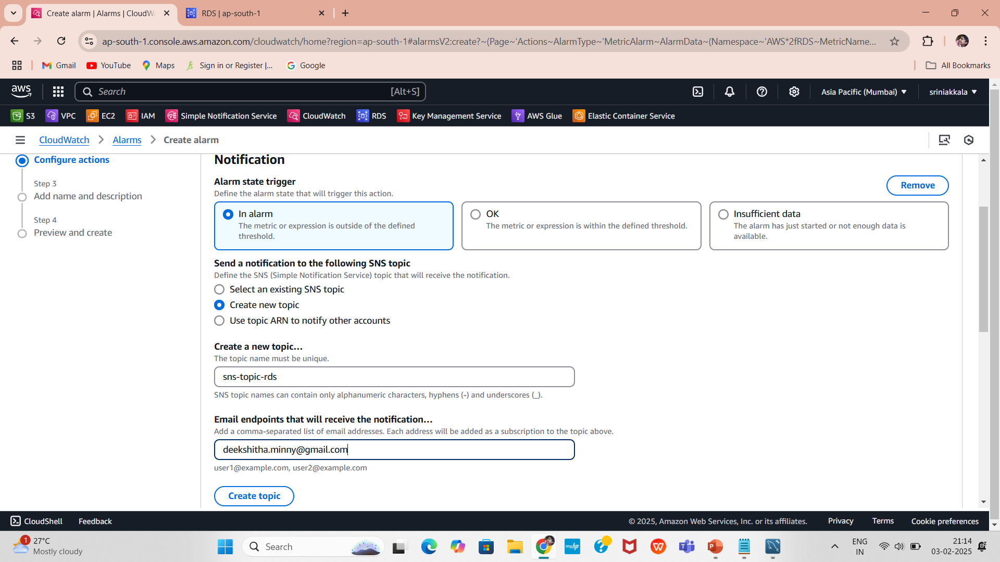 Create alarm | Alarms | CloudW
RDS | ap-south-1
ap-south-1.console.aws.amazon.com/cloudwatch/home?region=ap-south-1#alarmsV2:create?~(Page~'Actions~AlarmType~'MetricAlarm~AlarmData~(Namespace~'AWS*2fRDS~MetricName...
Gmail
YouTube
Maps
Sign in or Register |...
Google
All Bookmarks
aws
Search
[Alt+S]
Asia Pacific (Mumbai)
sriniakkala
S3
VPC
EC2
IAM
Simple Notification Service
CloudWatch
RDS
Key Management Service
AWS Glue
Elastic Container Service
CloudWatch
Alarms
Create alarm
Configure actions
Step 3
Add name and description
Step 4
Preview and create
Notification
Alarm state trigger
Define the alarm state that will trigger this action.
Remove
In alarm
The metric or expression is outside of the defined
threshold.
OK
The metric or expression is within the defined threshold.
Insufficient data
The alarm has just started or not enough data is
available.
Send a notification to the following SNS topic
Define the SNS (Simple Notification Service) topic that will receive the notification.
Select an existing SNS topic
Create new topic
Use topic ARN to notify other accounts
Create a new topic...
The topic name must be unique.
sns-topic-rds
SNS topic names can contain only alphanumeric characters, hyphens (-) and underscores (_).
Email endpoints that will receive the notification...
Add a comma-separated list of email addresses. Each address will be added as a subscription to the topic above.
deekshitha.minny@gmail.com
user1@example.com, user2@example.com
Create topic
CloudShell
Feedback
© 2025, Amazon Web Services, Inc. or its affiliates.
Privacy
Terms
Cookie preferences
1
27°C
Mostly cloudy
Search
myhp
ENG
IN
21:14
03-02-2025